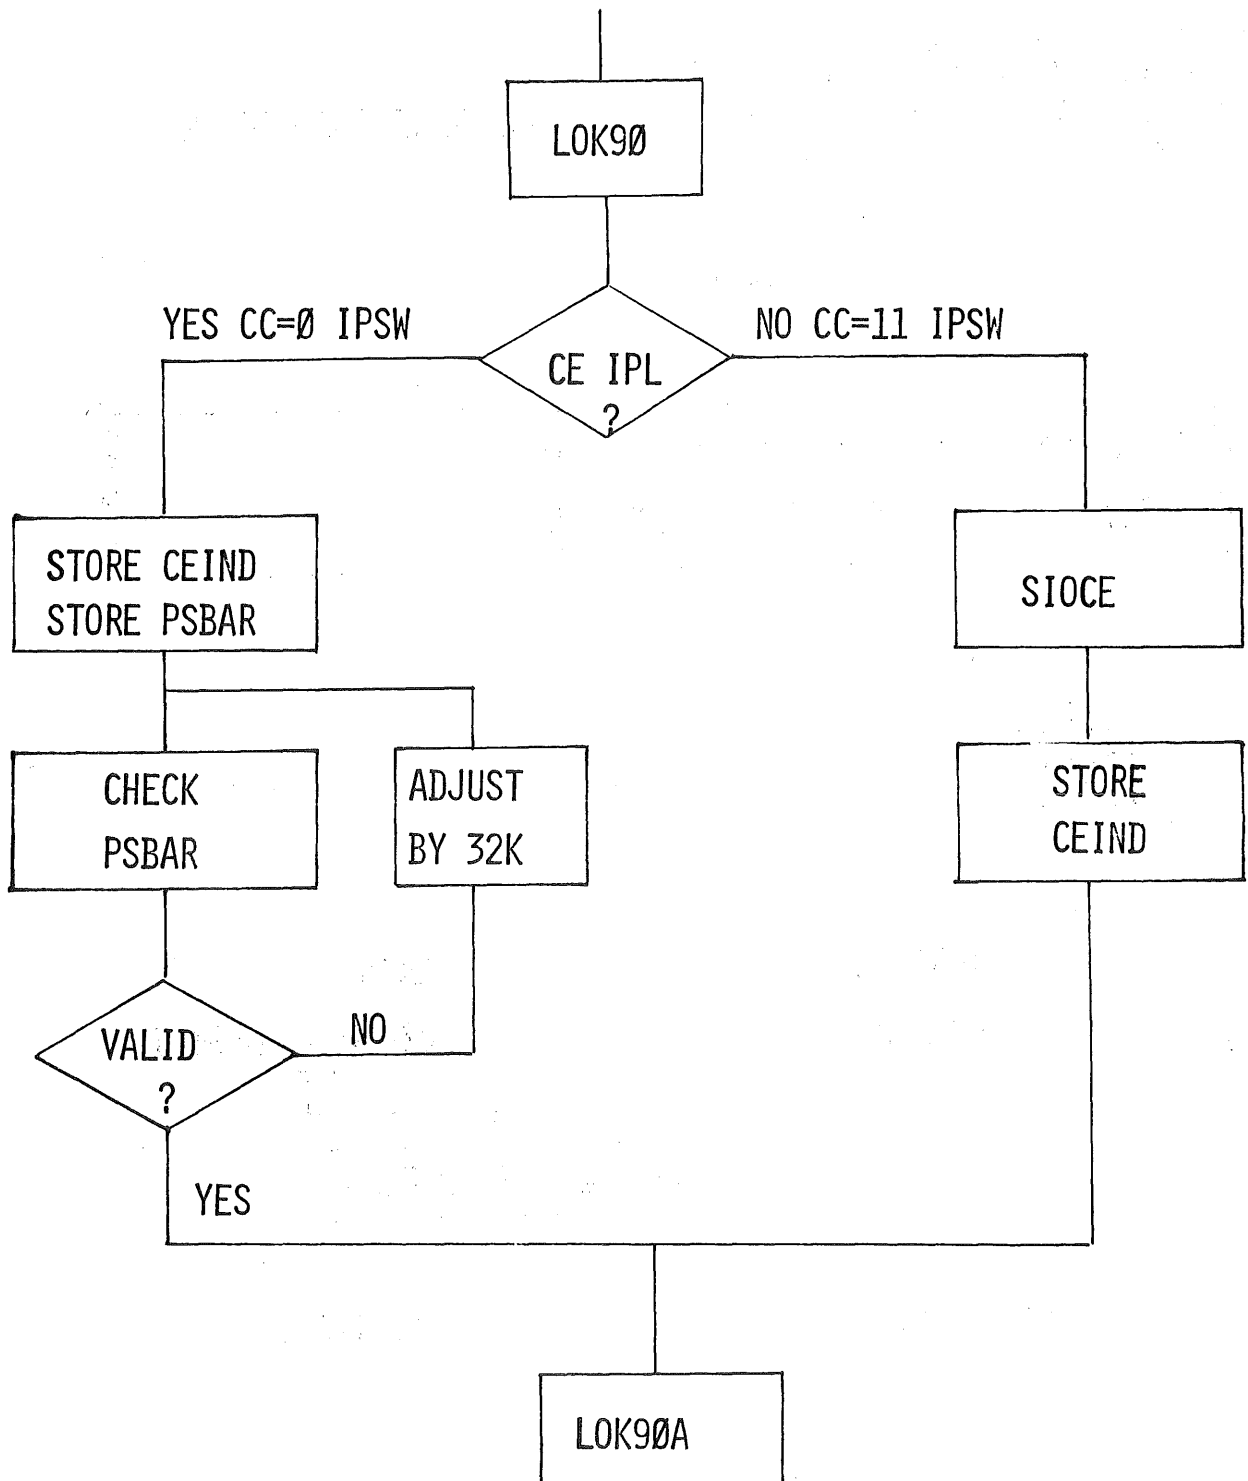 LOK9Ø
YES CC=Ø IPSW
NO CC=11 IPSW
CE IPL
?
STORE CEIND
STORE PSBAR
SIOCE
CHECK
PSBAR
ADJUST
BY 32K
STORE
CEIND
VALID
?
NO
YES
LOK9ØA